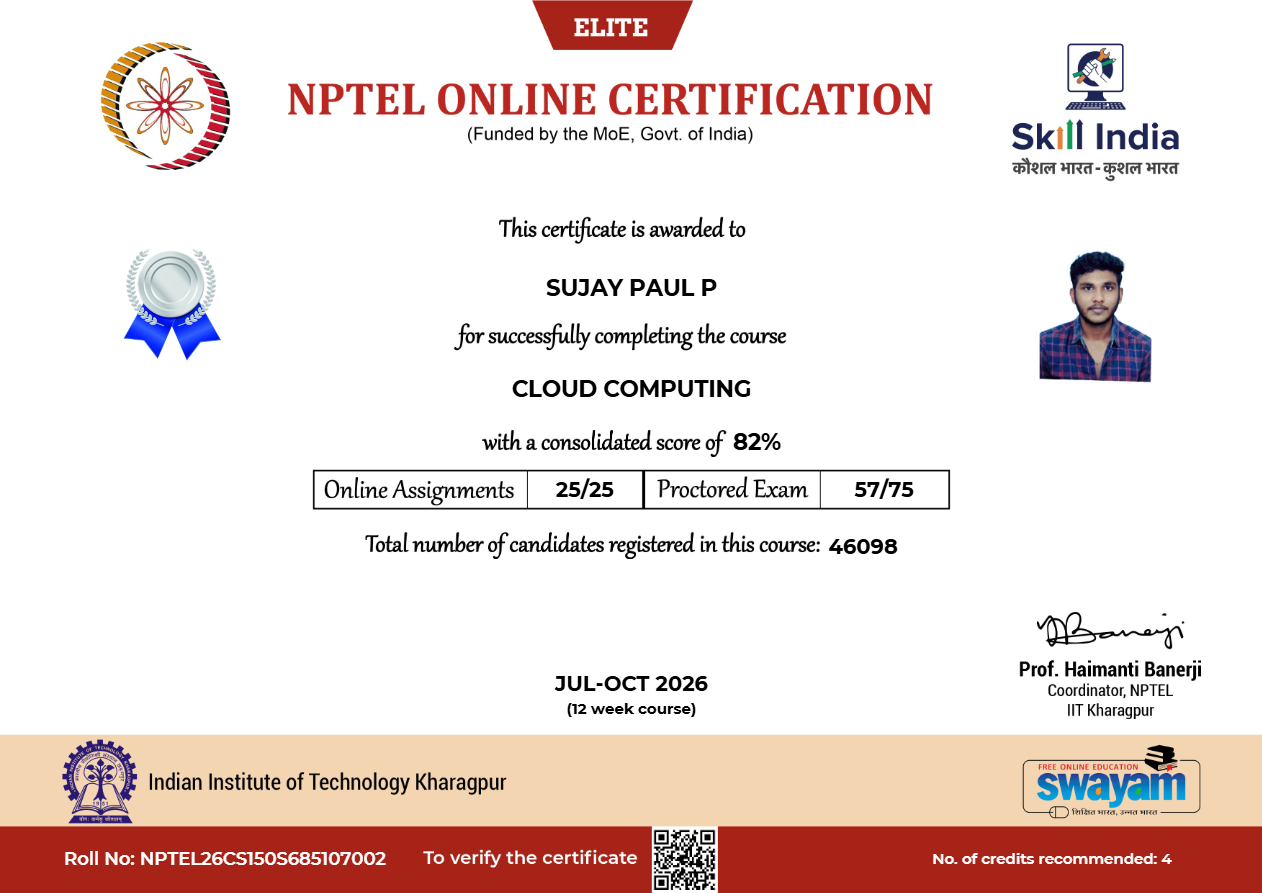 ELITE
NPTEL ONLINE CERTIFICATION
(Funded by the MoE, Govt. of India)
Skill India
कौशल भारत - कुशल भारत
This certificate is awarded to
SUJAY PAUL P
for successfully completing the course
CLOUD COMPUTING
with a consolidated score of 82%
Online Assignments 25/25 Proctored Exam 57/75
Total number of candidates registered in this course: 46098
Banerji
Prof. Haimanti Banerji
Coordinator, NPTEL
IIT Kharagpur
JUL-OCT 2026
(12 week course)
Indian Institute of Technology Kharagpur
1951
FREE ONLINE EDUCATION
swayam
शिक्षित भारत, उन्नत भारत
Roll No: NPTEL26CS150S685107002
To verify the certificate
No. of credits recommended: 4